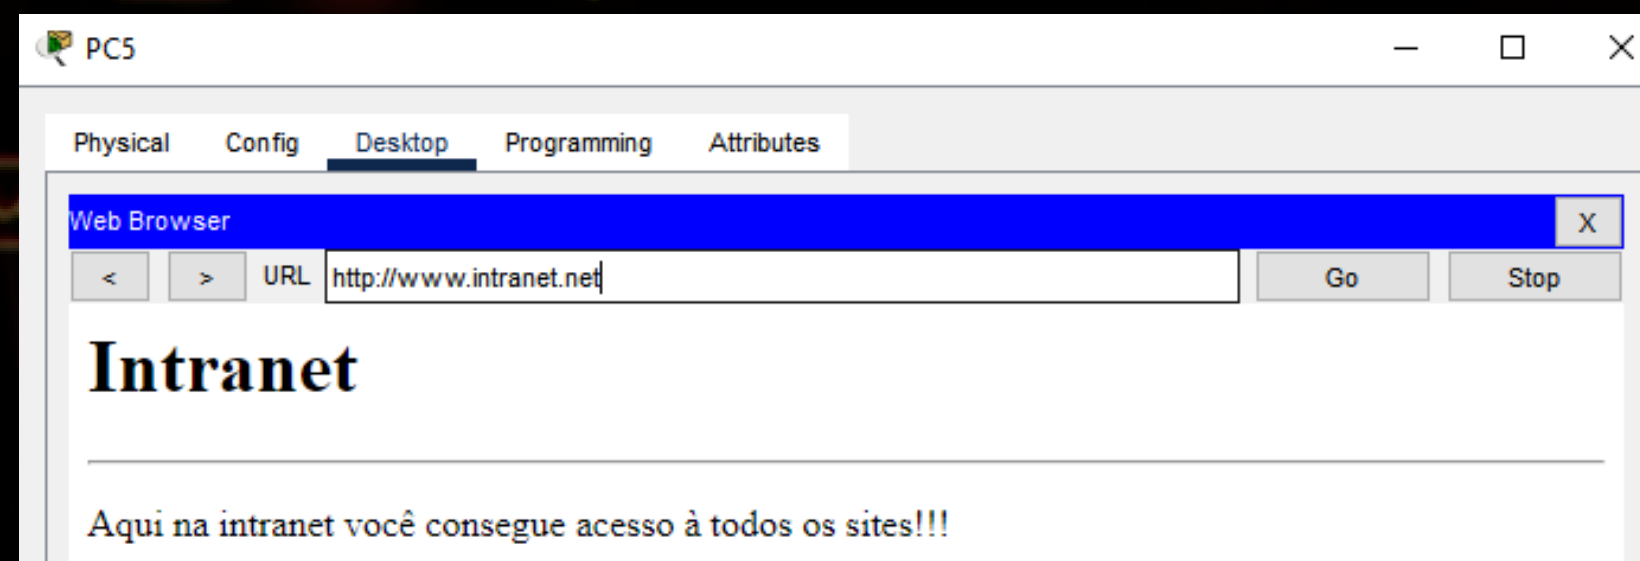 PC5
Physical Config Desktop Programming Attributes
Web Browser X
< > URL http://www.intranet.net Go Stop
Intranet
Aqui na intranet você consegue acesso à todos os sites!!!